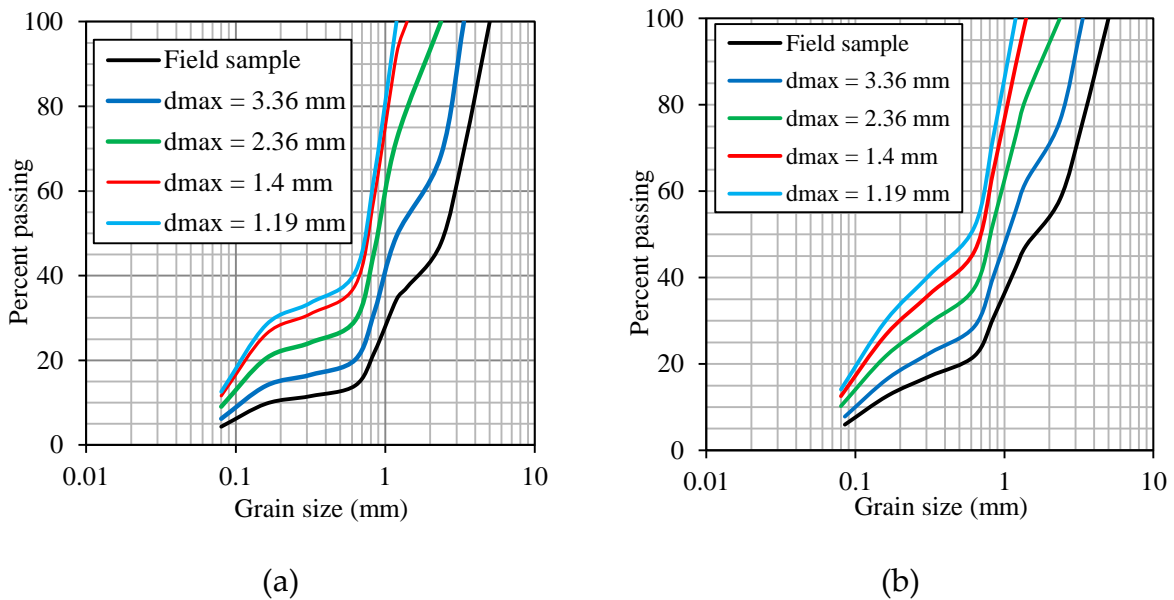 100
80
60
40
20
0
Percent passing
Field sample
dmax = 3.36 mm
dmax = 2.36 mm
dmax = 1.4 mm
dmax = 1.19 mm
0.01 0.1 1 10
Grain size (mm)
(a)
100
80
60
40
20
0
Percent passing
Field sample
dmax = 3.36 mm
dmax = 2.36 mm
dmax = 1.4 mm
dmax = 1.19 mm
0.01 0.1 1 10
Grain size (mm)
(b)